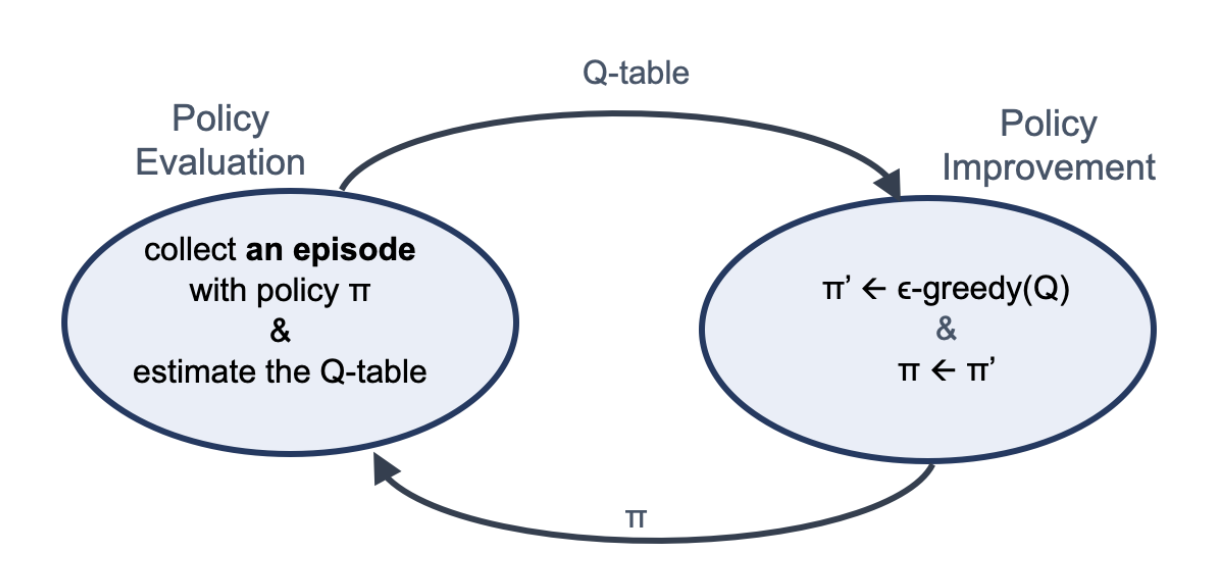 Q-table
Policy
Evaluation
Policy
Improvement
collect an episode
with policy π
&
estimate the Q-table
π’ ← ϵ-greedy(Q)
&
π ← π’
π